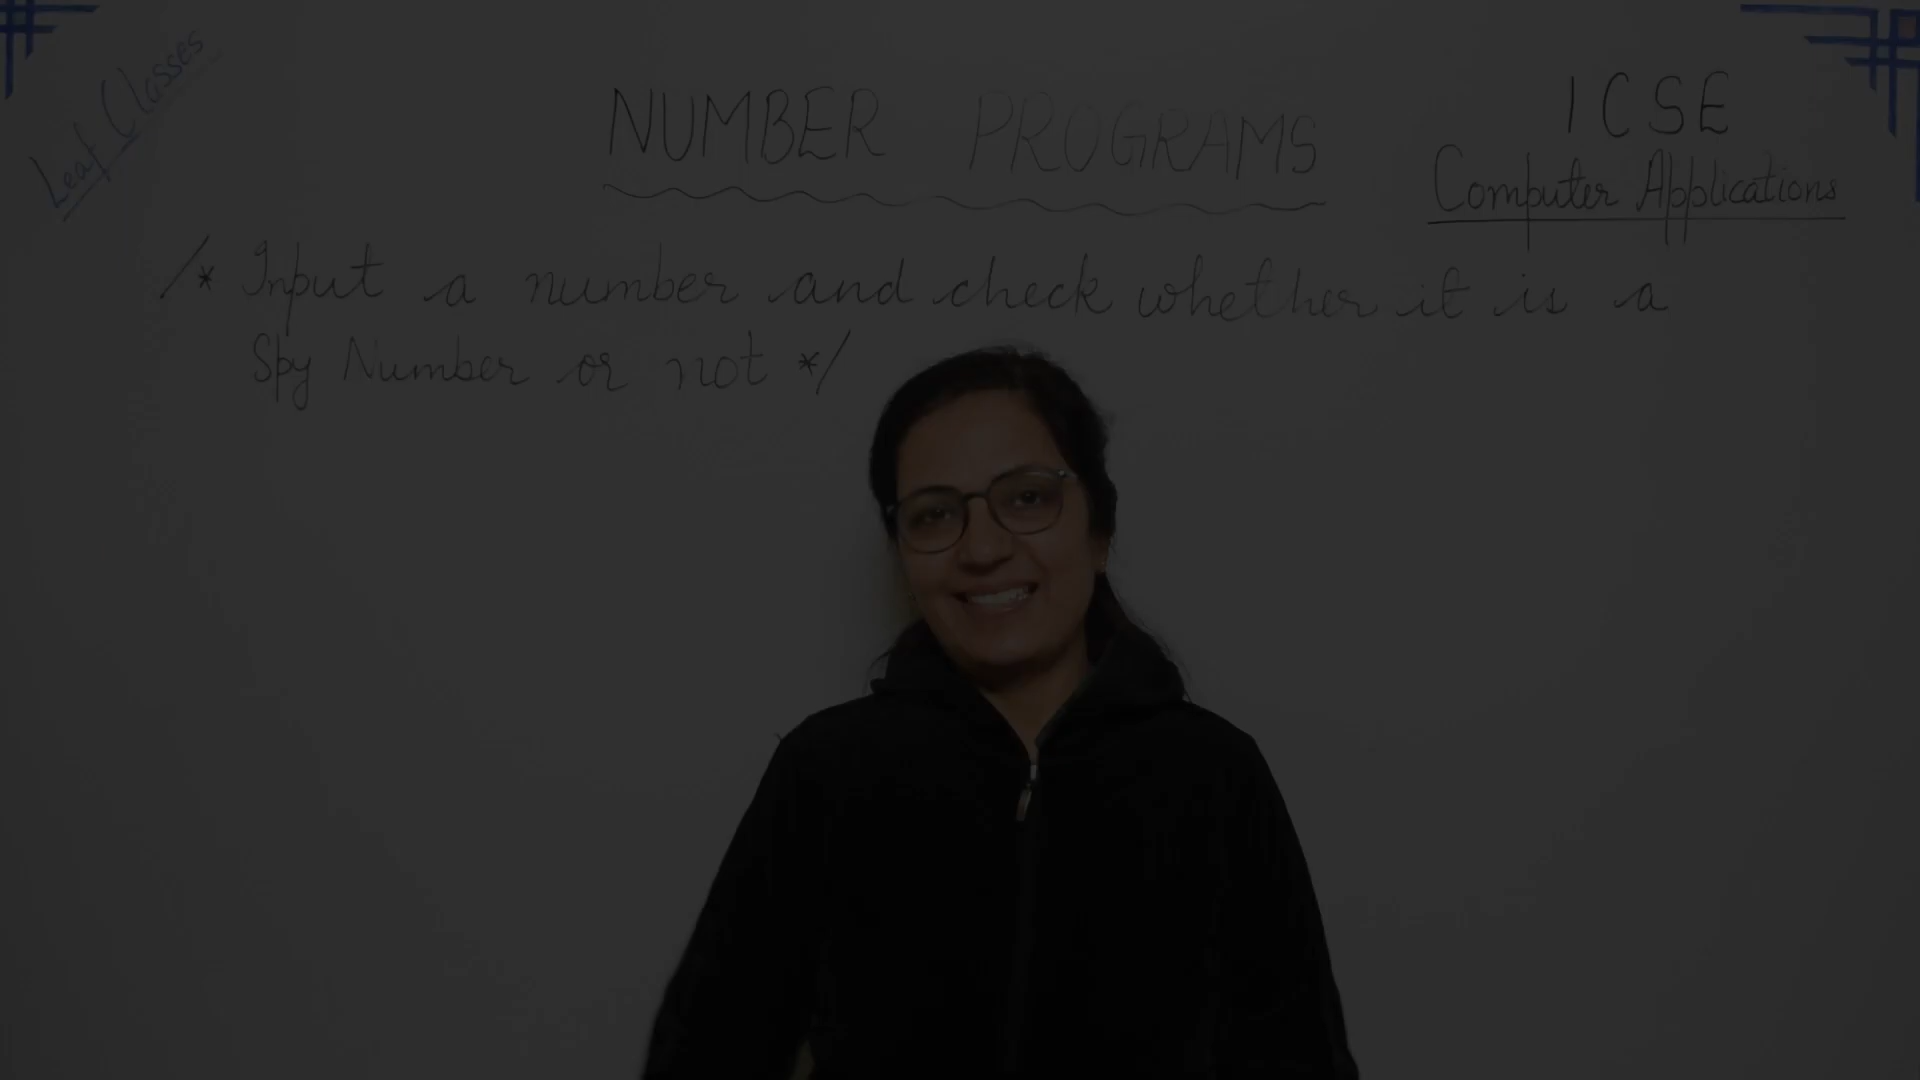 Leaf Classes
NUMBER PROGRAMS
ICSE
Computer Applications
/* Input a number and check whether it is a
Spy Number or not */